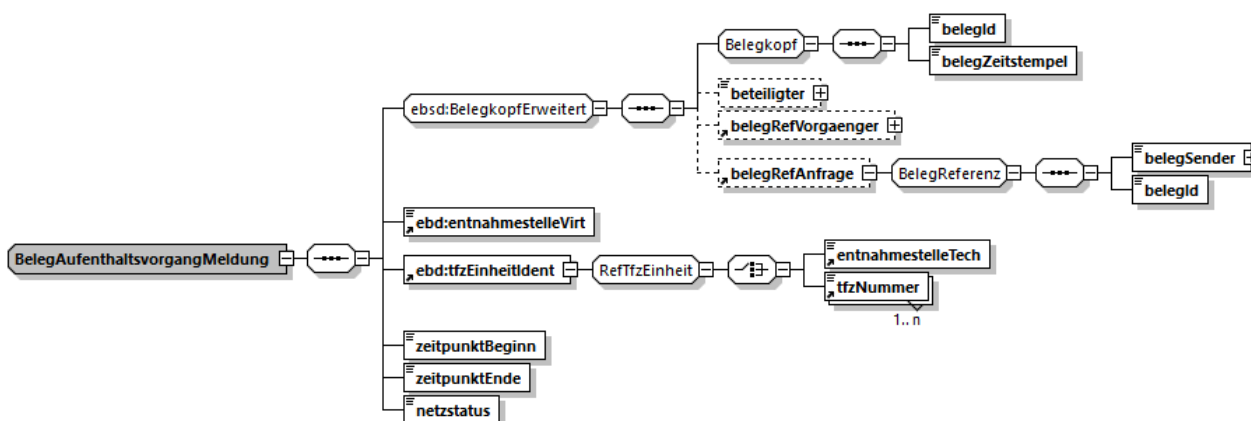 belegId
Belegkopf
belegZeitstempel
beteiligter
ebsd:BelegkopfErweitert
belegRefVorgaenger
belegSender
belegRefAnfrage
BelegReferenz
belegId
ebd:entnahmestelleVirt
entnahmestelleTech
BelegAufenthaltsvorgangMeldung
ebd:tfzEinheitIdent
RefTfzEinheit
tfzNummer
1.. n
zeitpunktBeginn
zeitpunktEnde
netzstatus